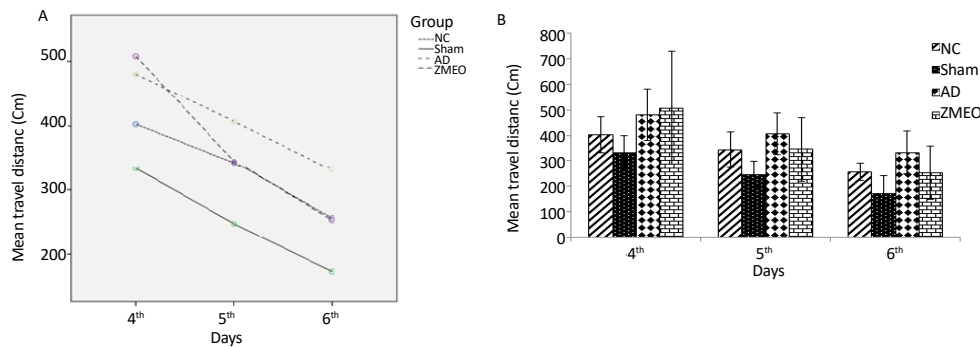 A
Group
NC
Sham
AD
ZMEO
Mean travel distanc (Cm)
500
400
300
200
4th
5th
6th
Days
B
Mean travel distanc (Cm)
800
700
600
500
400
300
200
100
0
NC
Sham
AD
ZMEO
4th
5th
6th
Days